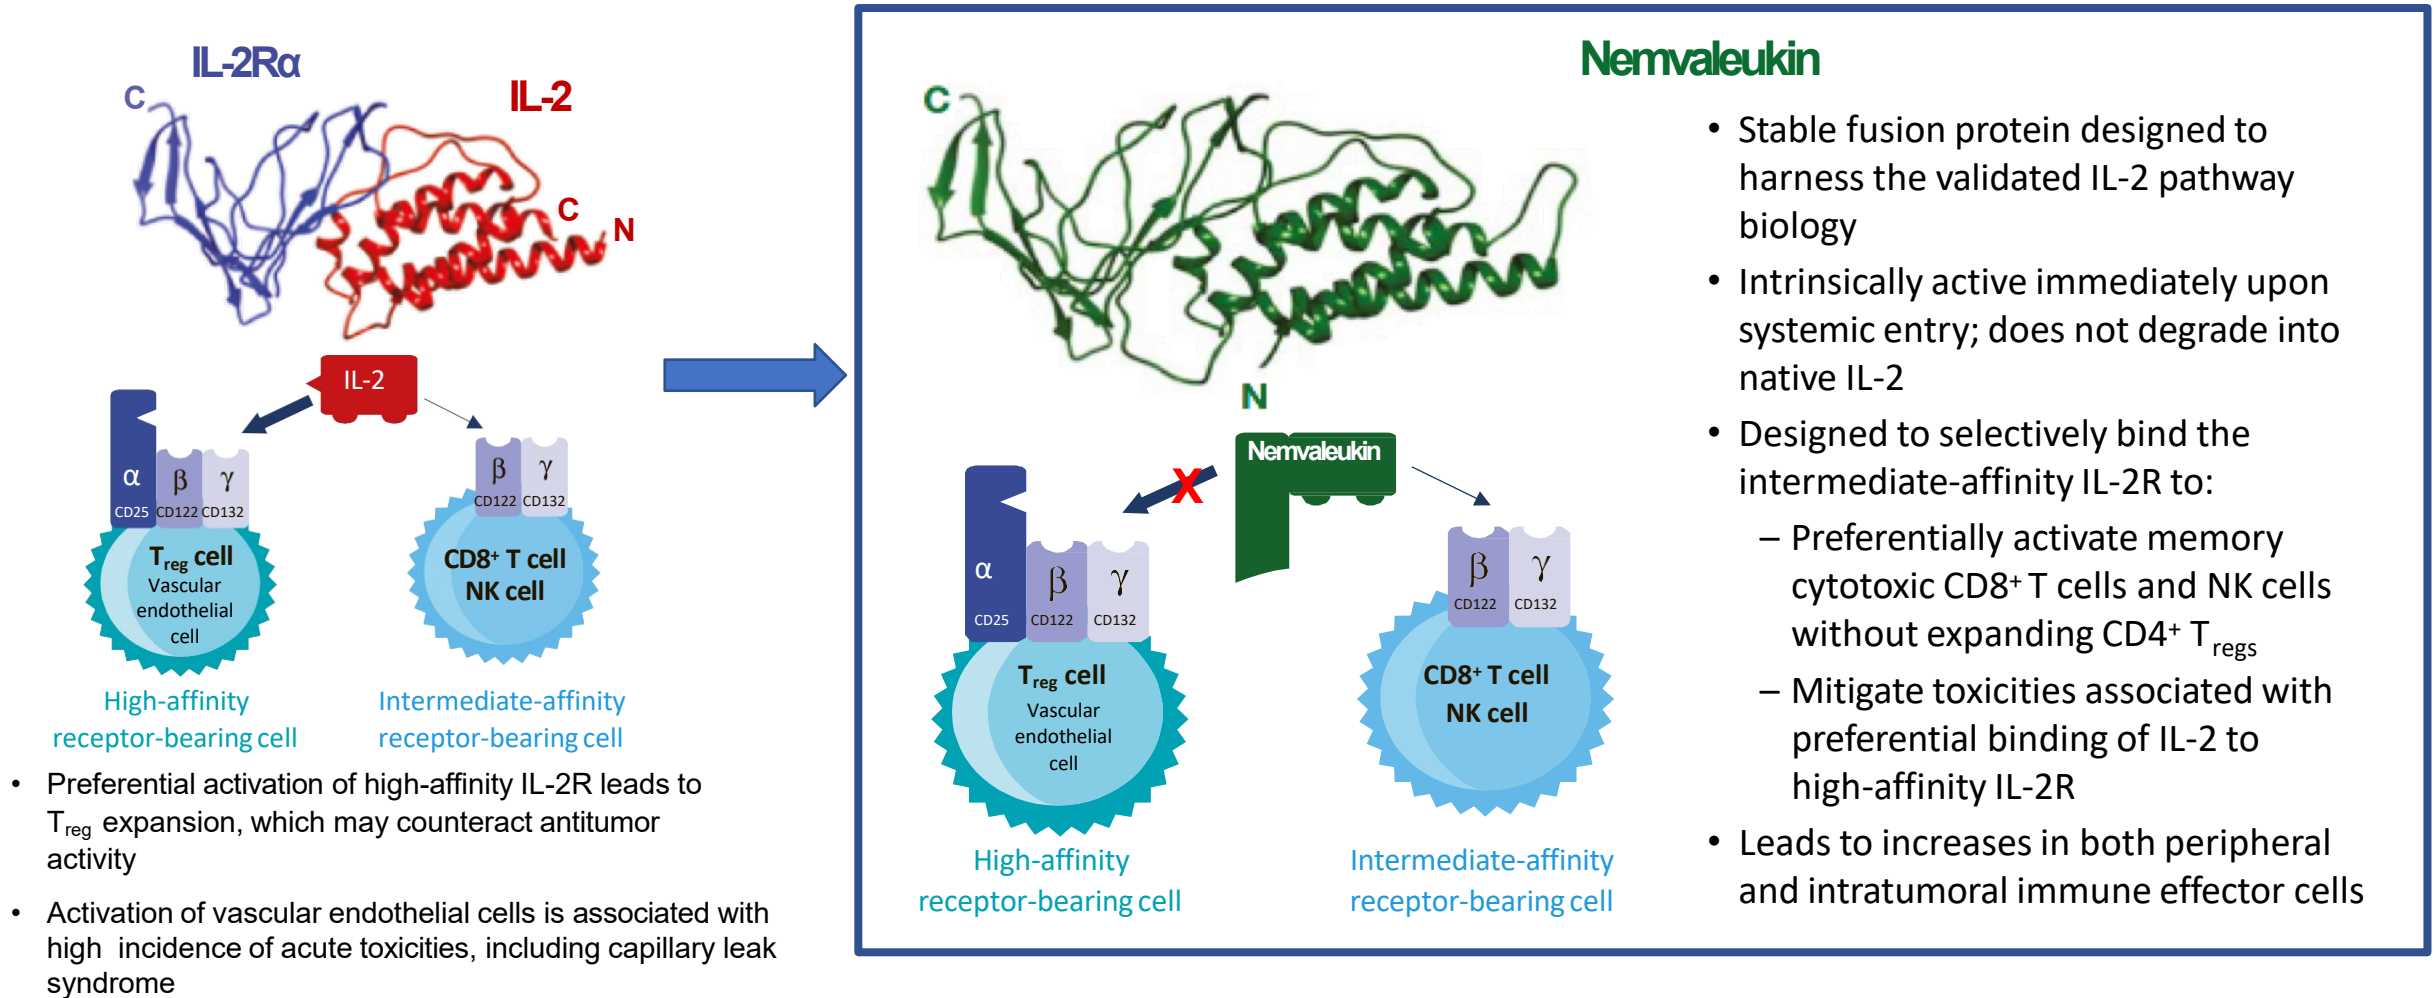 IL-2Rα
C
IL-2
C
N
IL-2
α
CD25
β
CD122
γ
CD132
Treg cell
Vascular
endothelial
cell
High-affinity
receptor-bearing cell
β
CD122
γ
CD132
CD8+ T cell
NK cell
Intermediate-affinity
receptor-bearing cell
• Preferential activation of high-affinity IL-2R leads to
Treg expansion, which may counteract antitumor
activity
• Activation of vascular endothelial cells is associated with
high incidence of acute toxicities, including capillary leak
syndrome
Nemvaleukin
C
N
Nemvaleukin
X
α
CD25
β
CD122
γ
CD132
Treg cell
Vascular
endothelial
cell
High-affinity
receptor-bearing cell
β
CD122
γ
CD132
CD8+ T cell
NK cell
Intermediate-affinity
receptor-bearing cell
• Stable fusion protein designed to
harness the validated IL-2 pathway
biology
• Intrinsically active immediately upon
systemic entry; does not degrade into
native IL-2
• Designed to selectively bind the
intermediate-affinity IL-2R to:
– Preferentially activate memory
cytotoxic CD8+ T cells and NK cells
without expanding CD4+ Tregs
– Mitigate toxicities associated with
preferential binding of IL-2 to
high-affinity IL-2R
• Leads to increases in both peripheral
and intratumoral immune effector cells